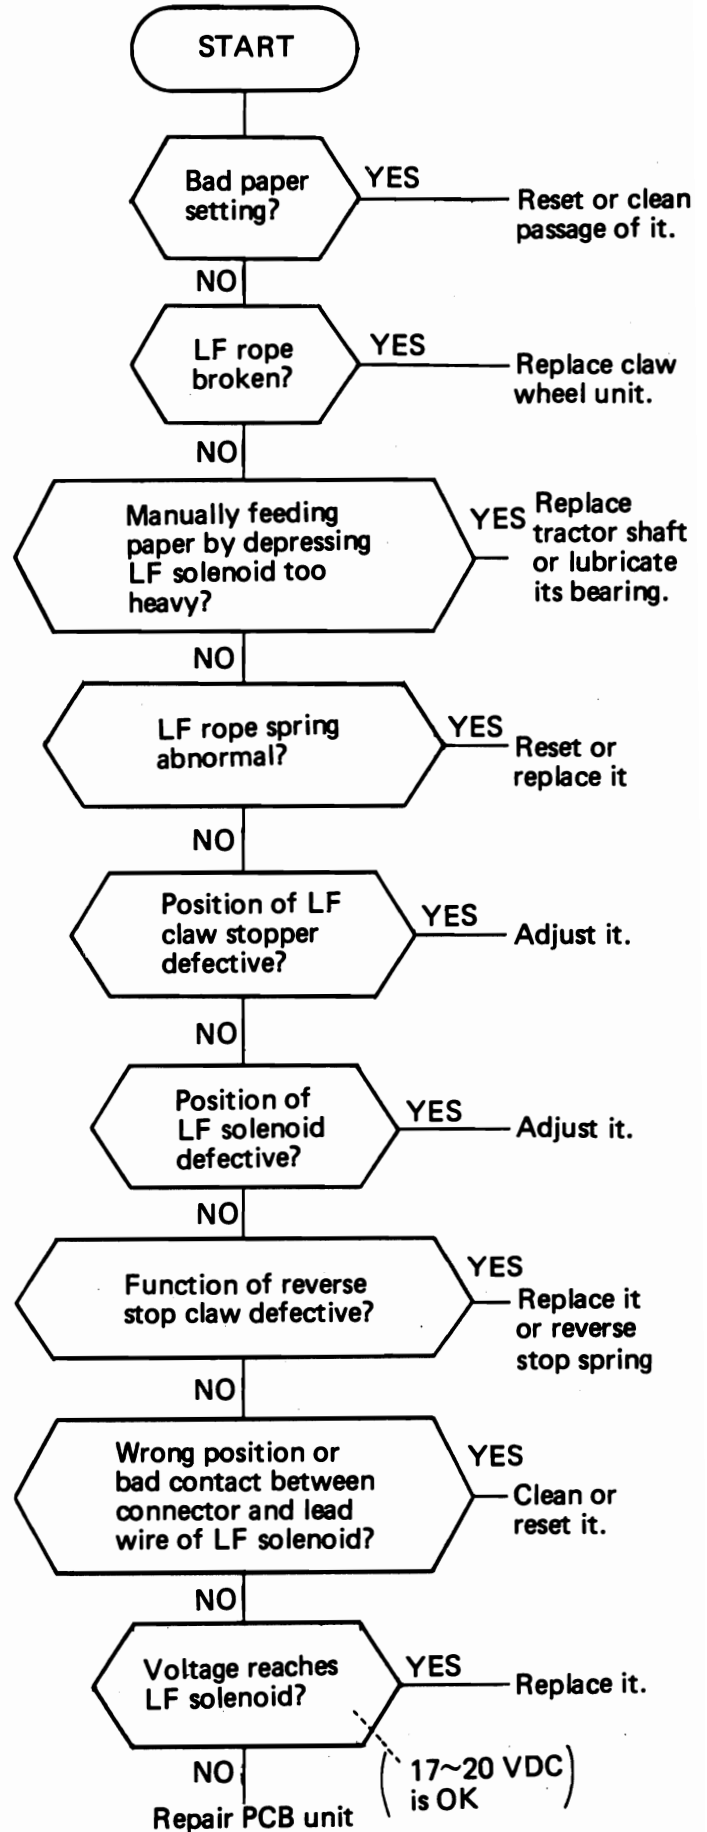 START
Bad paper
setting?
YES
Reset or clean
passage of it.
NO
LF rope
broken?
YES
Replace claw
wheel unit.
NO
Manually feeding
paper by depressing
LF solenoid too
heavy?
YES
Replace
tractor shaft
or lubricate
its bearing.
NO
LF rope spring
abnormal?
YES
Reset or
replace it
NO
Position of LF
claw stopper
defective?
YES
Adjust it.
NO
Position of
LF solenoid
defective?
YES
Adjust it.
NO
Function of reverse
stop claw defective?
YES
Replace it
or reverse
stop spring
NO
Wrong position or
bad contact between
connector and lead
wire of LF solenoid?
YES
Clean or
reset it.
NO
Voltage reaches
LF solenoid?
YES
Replace it.
(17~20 VDC
is OK)
NO
Repair PCB unit